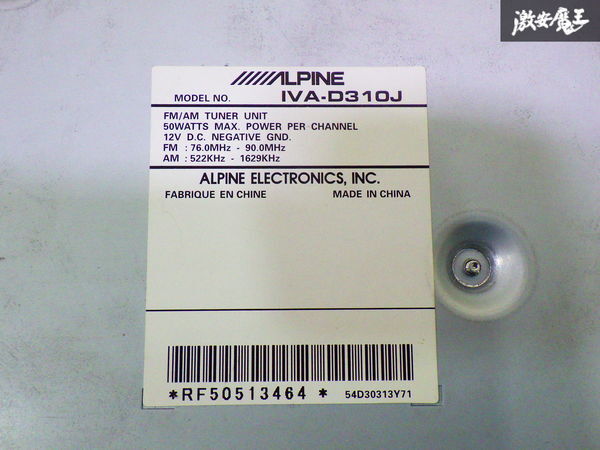 激安魔王
ALPINE
MODEL NO. IVA-D310J
FM/AM TUNER UNIT
50WATTS MAX. POWER PER CHANNEL
12V D.C. NEGATIVE GND.
FM : 76.0MHz - 90.0MHz
AM : 522KHz - 1629KHz
ALPINE ELECTRONICS, INC.
FABRIQUE EN CHINE MADE IN CHINA
*RF50513464 * 54D30313Y71